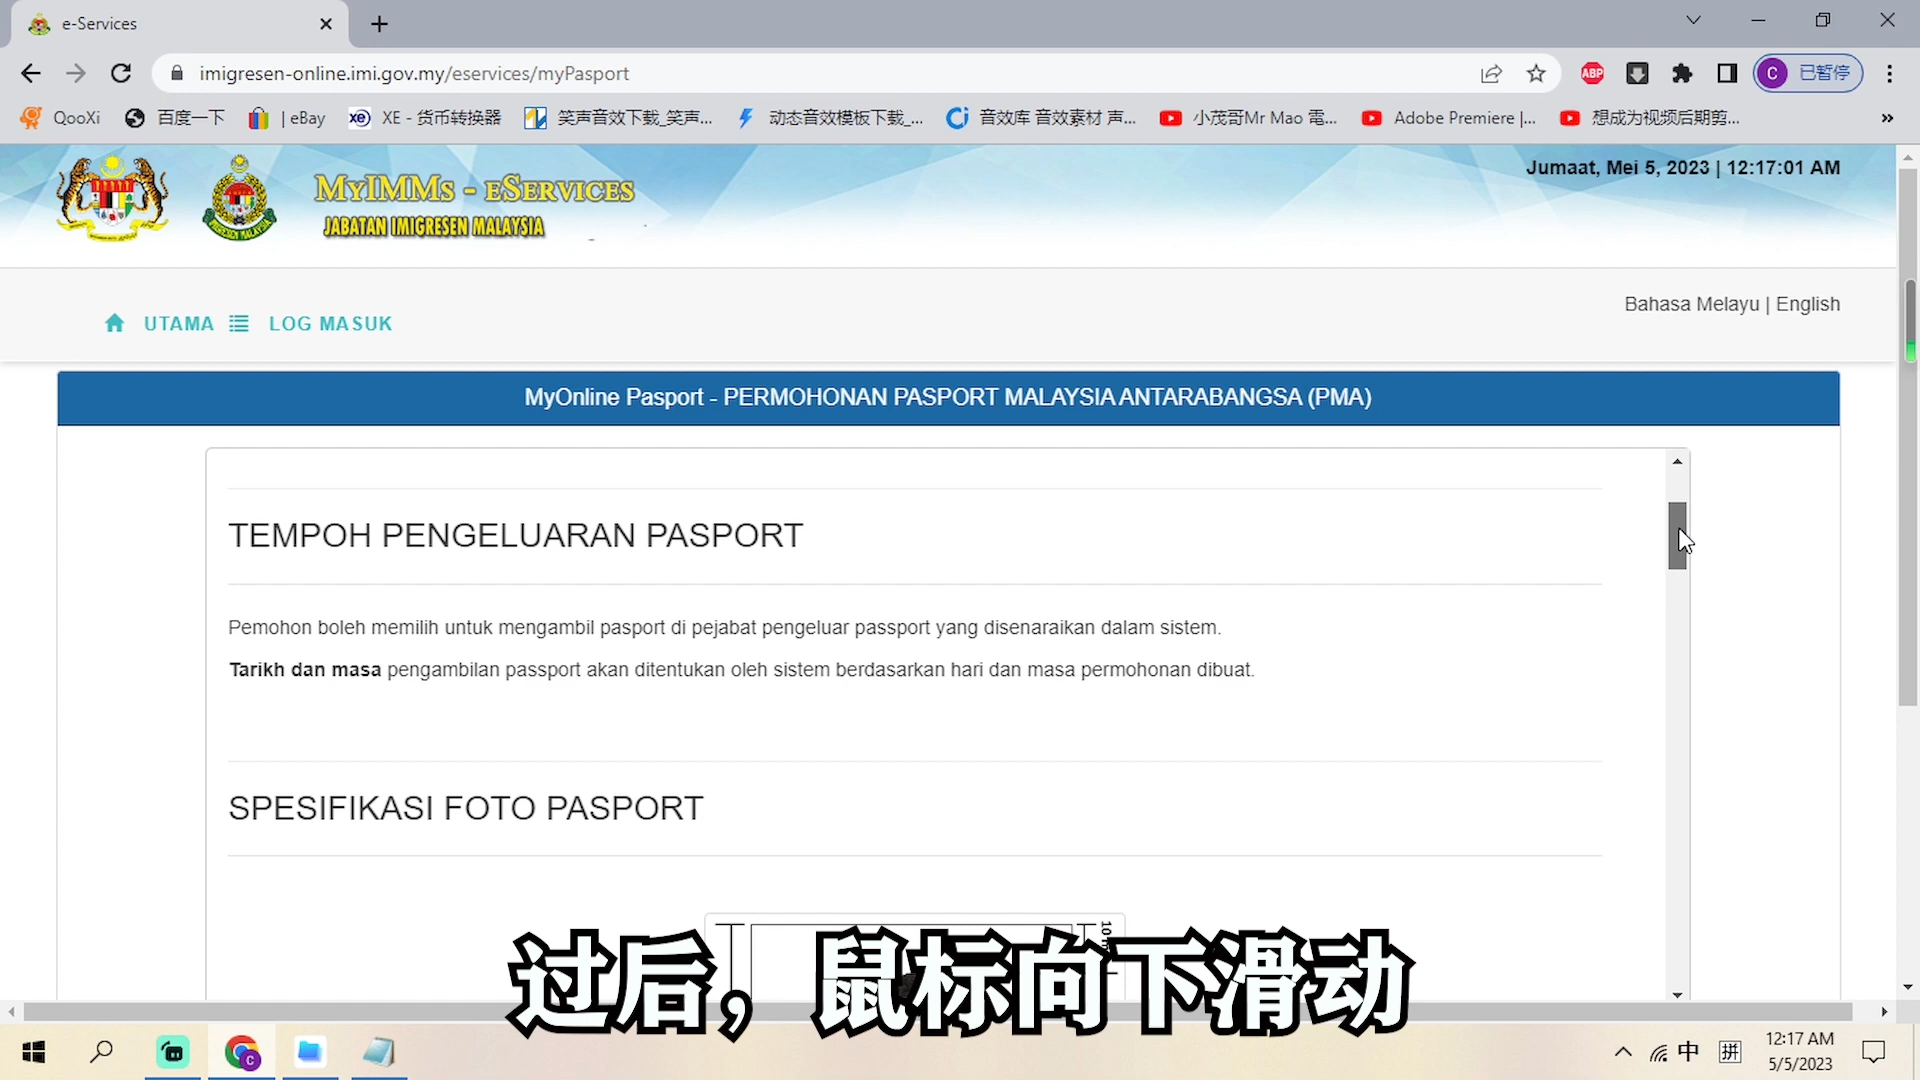 e-Services
imigresen-online.imi.gov.my/eservices/myPasport
ABP
C 已暂停
QooXi 百度一下 | eBay XE - 货币转换器 笑声音效下载_笑声... 动态音效模板下载_... 音效库 音效素材 声... 小茂哥Mr Mao 電... Adobe Premiere |... 想成为视频后期剪... »
Jumaat, Mei 5, 2023 | 12:17:01 AM
MyIMMs - eServices
JABATAN IMIGRESEN MALAYSIA
Bahasa Melayu | English
UTAMA LOG MASUK
MyOnline Pasport - PERMOHONAN PASPORT MALAYSIA ANTARABANGSA (PMA)
TEMPOH PENGELUARAN PASPORT
Pemohon boleh memilih untuk mengambil pasport di pejabat pengeluar passport yang disenaraikan dalam sistem.
Tarikh dan masa pengambilan passport akan ditentukan oleh sistem berdasarkan hari dan masa permohonan dibuat.
SPESIFIKASI FOTO PASPORT
过后，鼠标向下滑动
中 拼
12:17 AM
5/5/2023